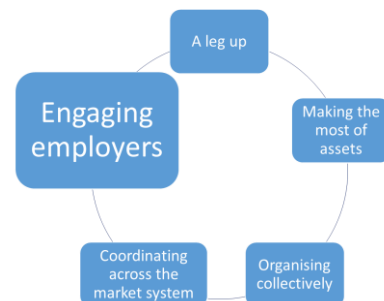 A leg up
Engaging
employers
Making the
most of
assets
Coordinating
across the
market system
Organising
collectively